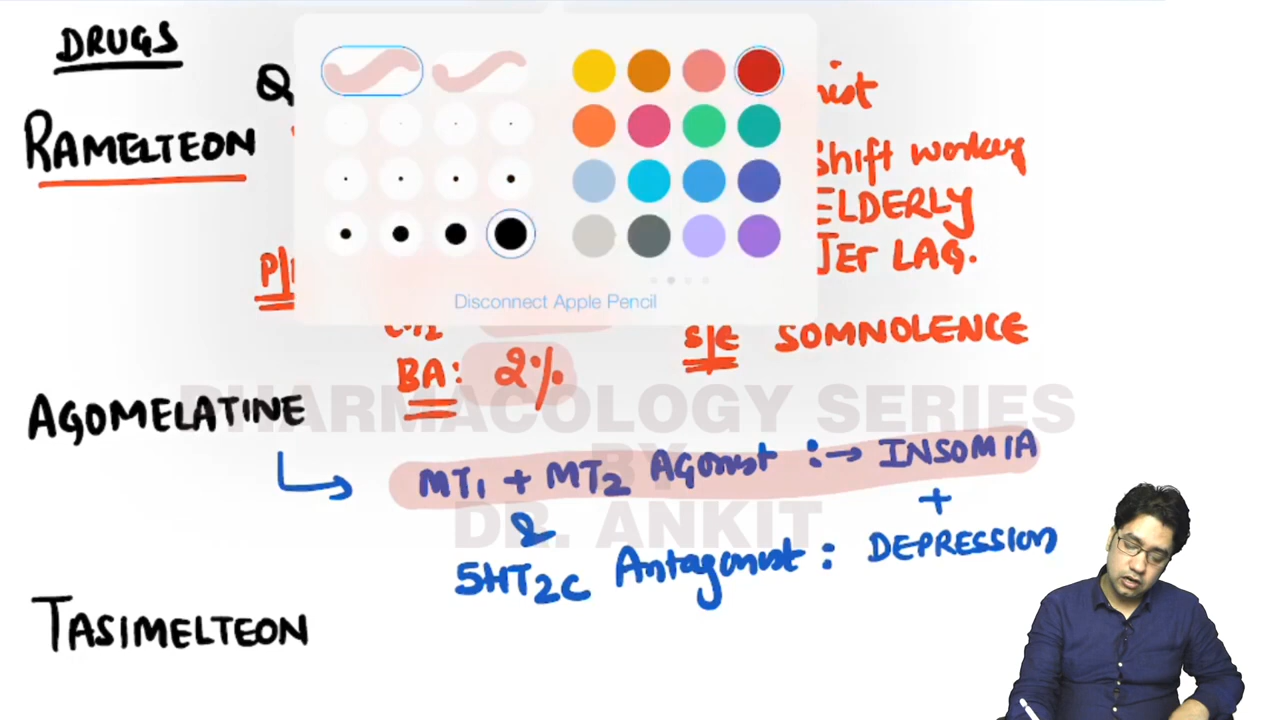 DRUGS
RAMELTEON
Shift workers
ELDERLY
JET LAG.
Disconnect Apple Pencil
S/E SOMNOLENCE
BA: 2%
PHARMACOLOGY SERIES
BY
DR. ANKIT
AGOMELATINE
MT1 + MT2 Agonist :→ INSOMIA
+
&
5HT2C Antagonist : DEPRESSION
TASIMELTEON